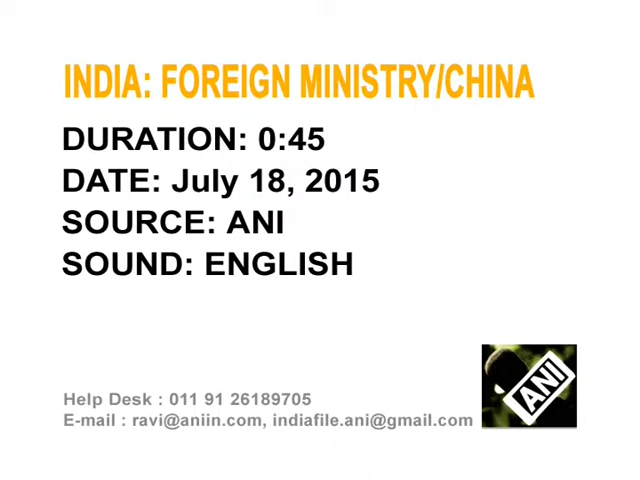 INDIA: FOREIGN MINISTRY/CHINA
DURATION: 0:45
DATE: July 18, 2015
SOURCE: ANI
SOUND: ENGLISH
ANI
Help Desk : 011 91 26189705
E-mail : ravi@aniin.com, indiafile.ani@gmail.com